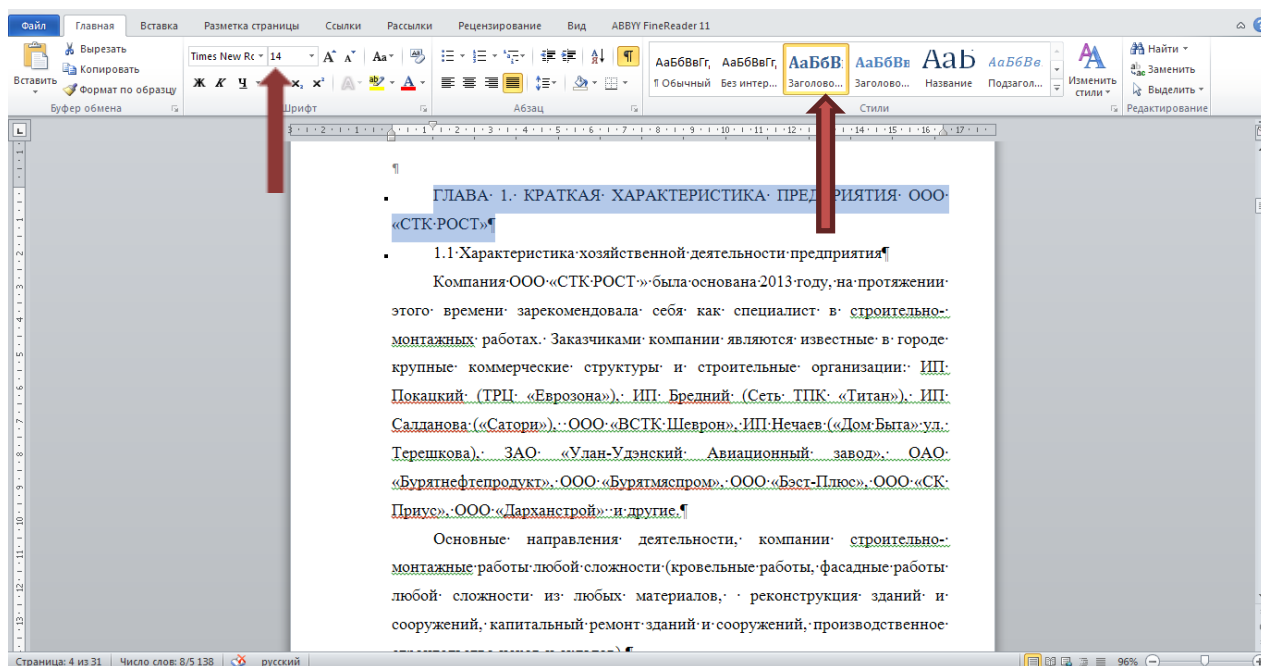 Файл Главная Вставка Разметка страницы Ссылки Рассылки Рецензирование Вид ABBYY FineReader 11
Вставить
Вырезать
Копировать
Формат по образцу
Буфер обмена
Times New Rc 14
Ж К Ч
Шрифт
Абзац
АаБбВвГг, АаБбВвГг, АаБбВ АаБбВв АаЬ АаБбВв
¶ Обычный Без интер... Заголово... Заголово... Название Подзагол...
Изменить стили
Стили
Найти
Заменить
Выделить
Редактирование
ГЛАВА 1. КРАТКАЯ ХАРАКТЕРИСТИКА ПРЕДПРИЯТИЯ ООО
«СТК РОСТ»¶
1.1 Характеристика хозяйственной деятельности предприятия¶
Компания ООО «СТК РОСТ » была основана 2013 году, на протяжении
этого времени зарекомендовала себя как специалист в строительно-
монтажных работах. Заказчиками компании являются известные в городе
крупные коммерческие структуры и строительные организации: ИП
Покацкий (ТРЦ «Еврозона»), ИП Бредний (Сеть ТПК «Титан»), ИП
Салданова («Сатори»), ООО «ВСТК Шеврон», ИП Нечаев («Дом Быта» ул.
Терешкова), ЗАО «Улан-Удэнский Авиационный завод», ОАО
«Бурятнефтепродукт», ООО «Бурятмяспром», ООО «Бэст-Плюс», ООО «СК
Приус», ООО «Дарханстрой» и другие.¶
Основные направления деятельности, компании строительно-
монтажные работы любой сложности (кровельные работы, фасадные работы
любой сложности из любых материалов, реконструкция зданий и
сооружений, капитальный ремонт зданий и сооружений, производственное
Страница: 4 из 31 Число слов: 8/5 138 русский 96%